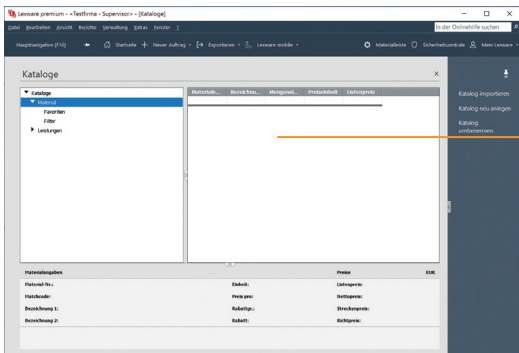 Lexware premium - <Testfirma - Supervisor> - [Kataloge]
Datei Bearbeiten Ansicht Berichte Verwaltung Extras Fenster ?
In der Onlinehilfe suchen
Hauptnavigation [F10] Startseite Neuer Auftrag Exportieren Lexware mobile Materialleiste Sicherheitszentrale Mein Lexware
Kataloge
Kataloge
Material
Favoriten
Filter
Leistungen
Materialn... Bezeichnu... Mengenei... Preiseinheit Listenpreis
Katalog importieren
Katalog neu anlegen
Katalog
umbenennen
Materialangaben Preise EUR
Material-Nr.: Einheit: Listenpreis:
Matchcode: Preis pro: Nettopreis:
Bezeichnung 1: Rabattgr.: Streckenpreis:
Bezeichnung 2: Rabatt: Richtpreis: